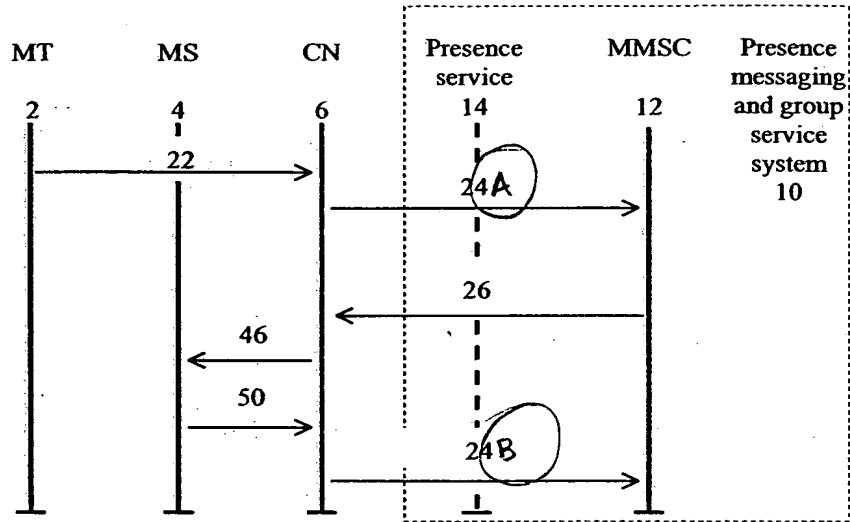 MT
MS
CN
Presence
service
MMSC
Presence
messaging
and group
service
system
10
2
4
6
14
12
22
24A
26
46
50
24B